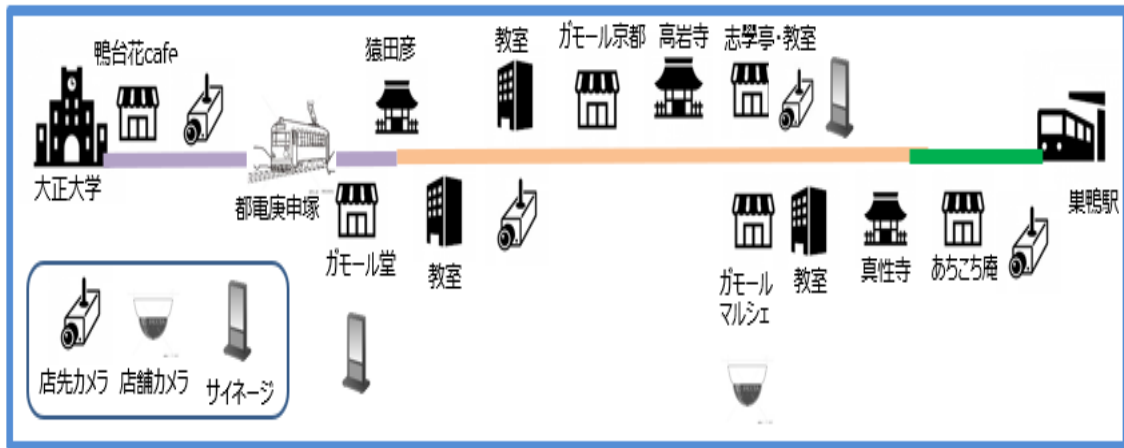 鴨台花cafe
猿田彦
教室
ガモール京都
高岩寺
志學亭・教室
大正大学
都電庚申塚
巣鴨駅
ガモール堂
教室
ガモール
マルシェ
教室
真性寺
あちこち庵
店先カメラ
店舗カメラ
サイネージ